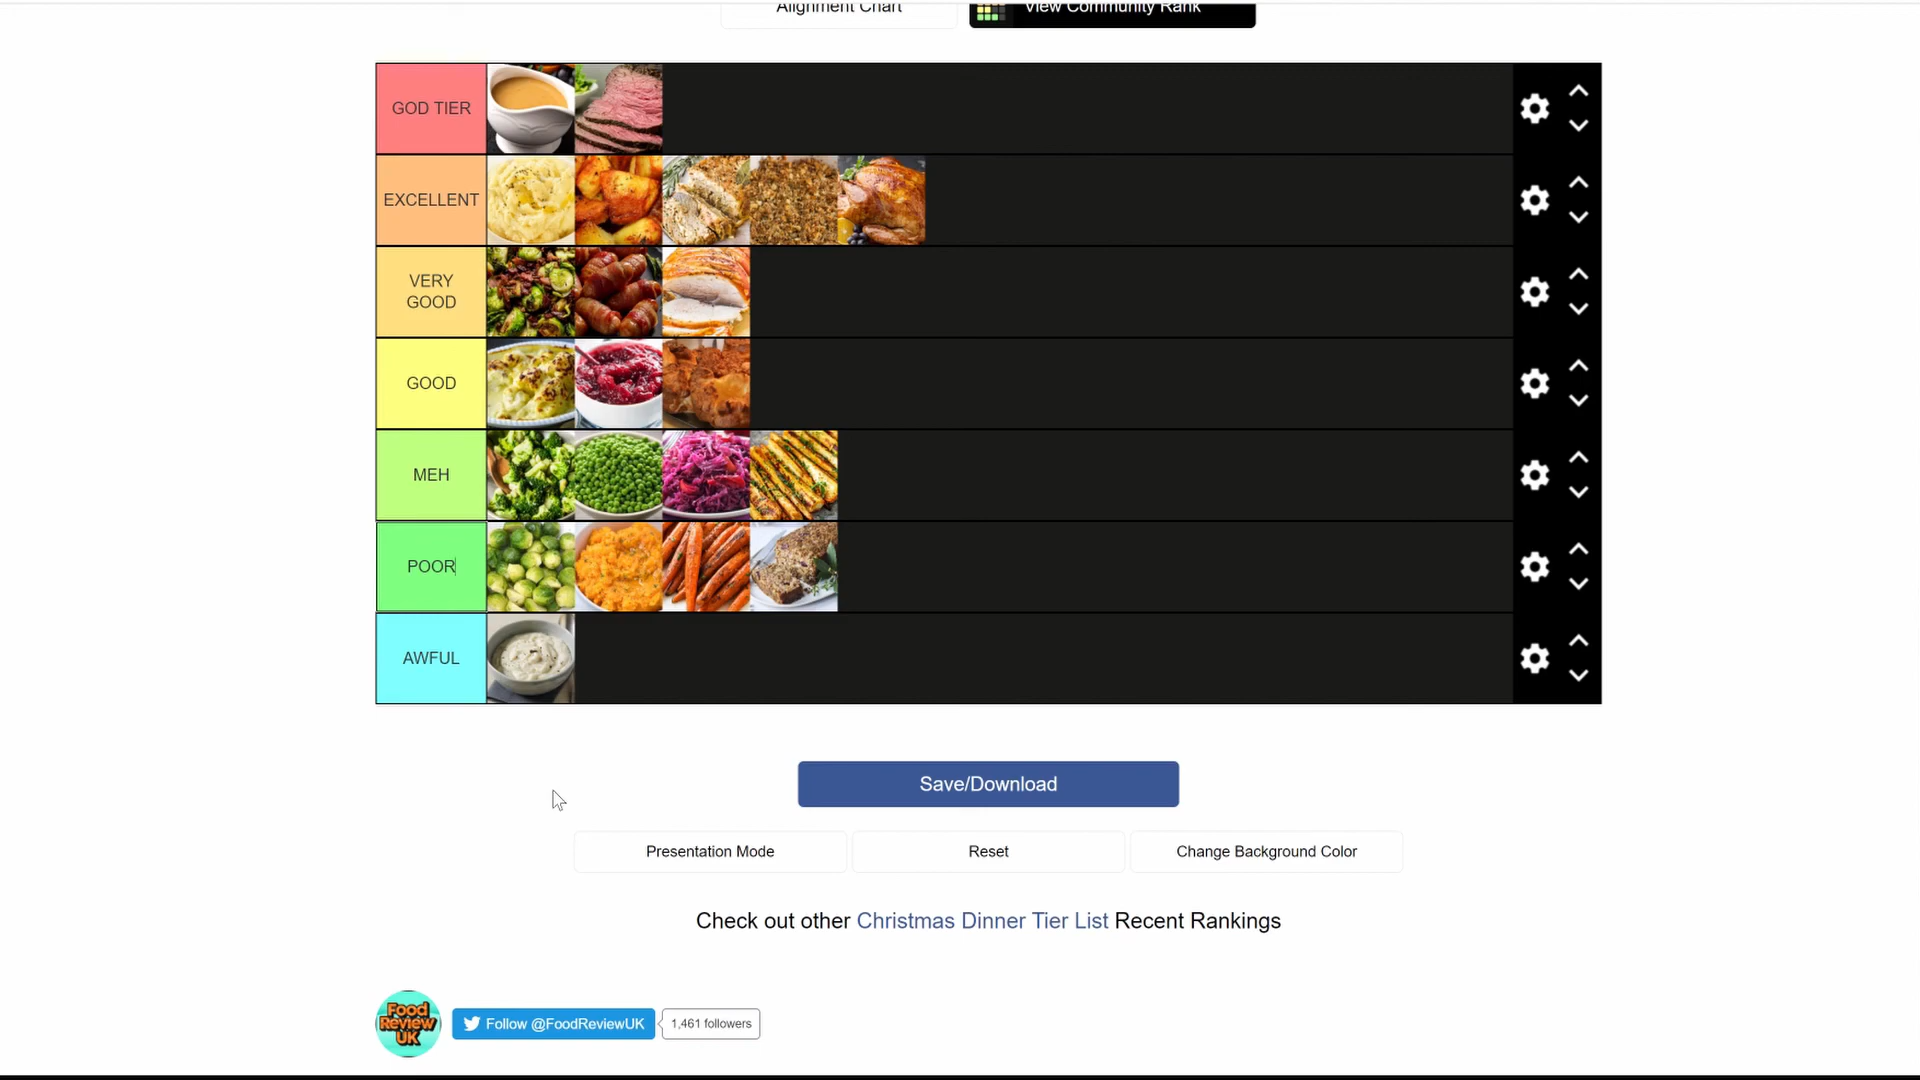 Alignment Chart
View Community Rank
GOD TIER
EXCELLENT
VERY
GOOD
GOOD
MEH
POOR
AWFUL
Save/Download
Presentation Mode
Reset
Change Background Color
Check out other Christmas Dinner Tier List Recent Rankings
Food
Review
UK
Follow @FoodReviewUK
1,461 followers